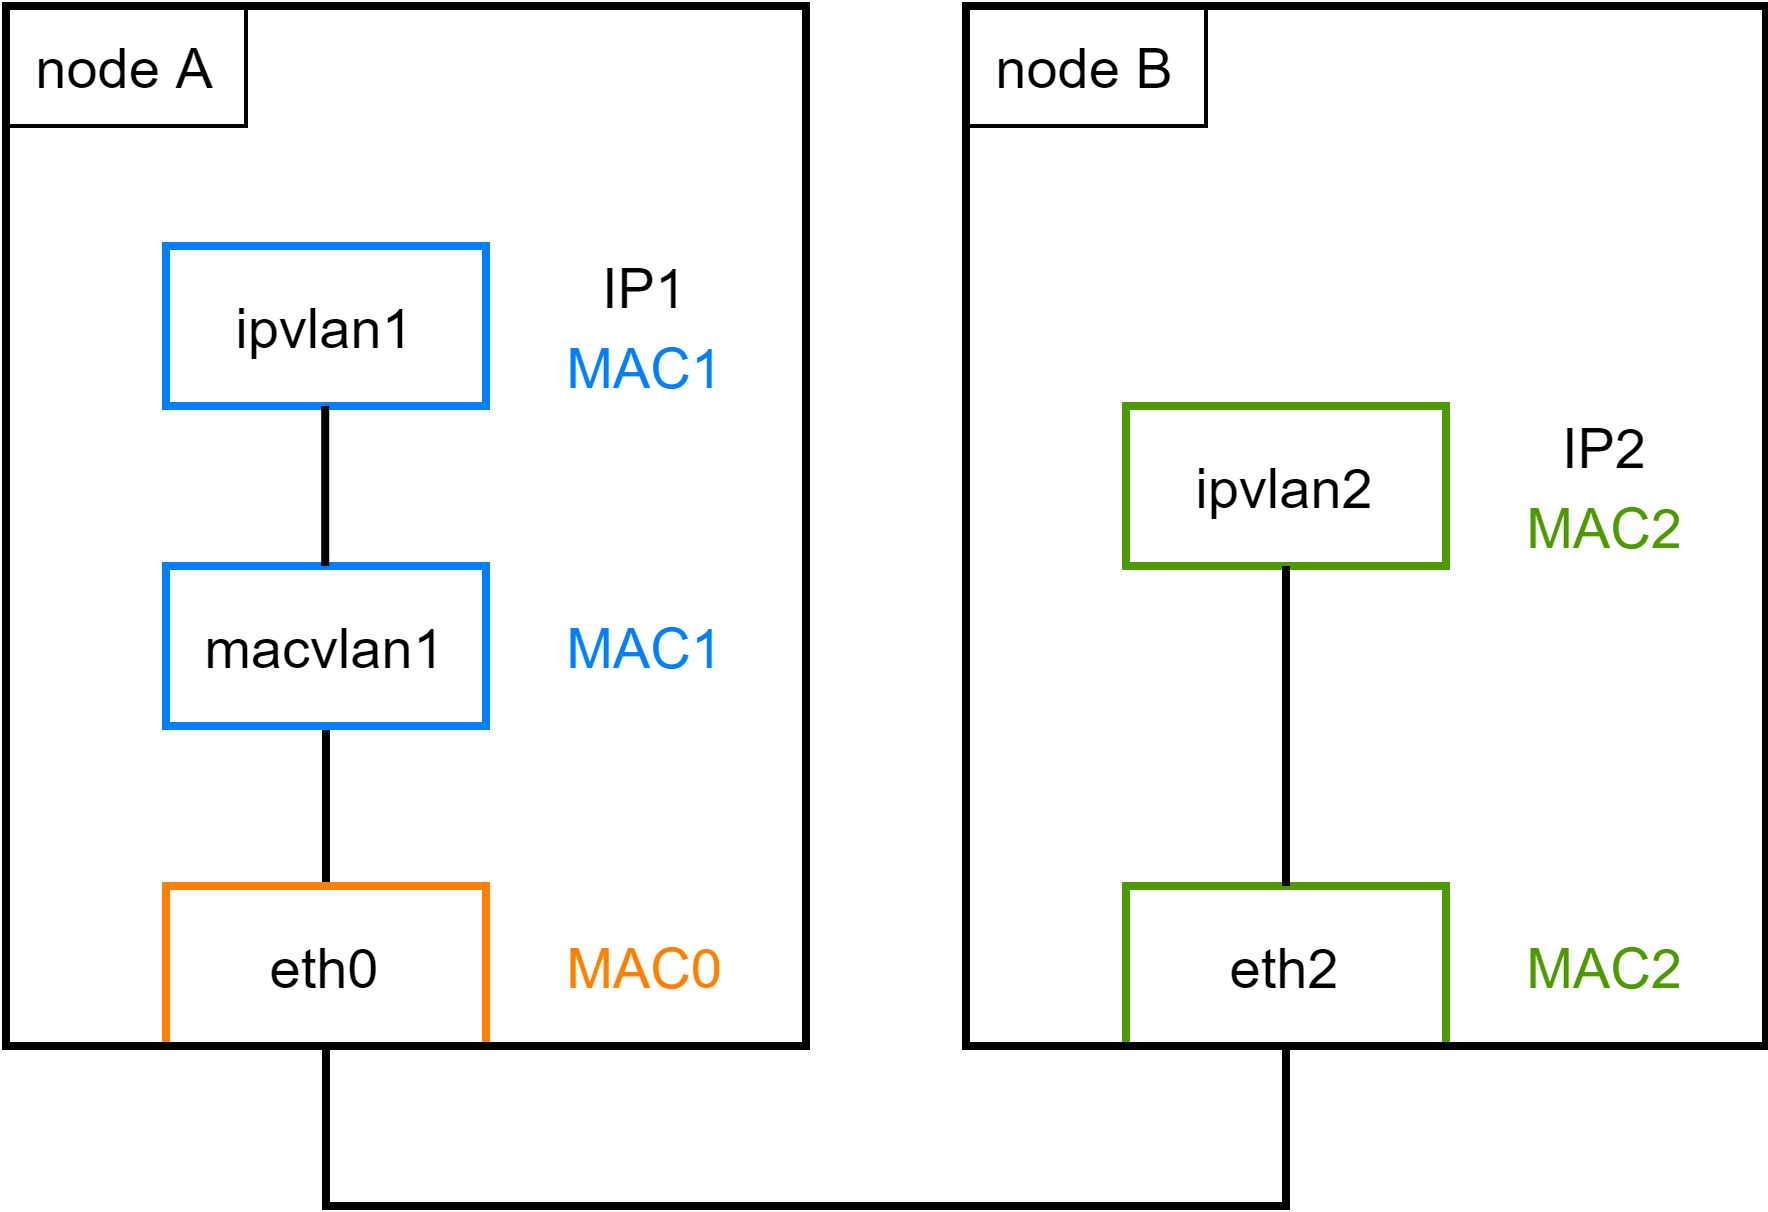 node A
IP1
ipvlan1
MAC1
macvlan1
MAC1
eth0
MAC0
node B
IP2
ipvlan2
MAC2
eth2
MAC2